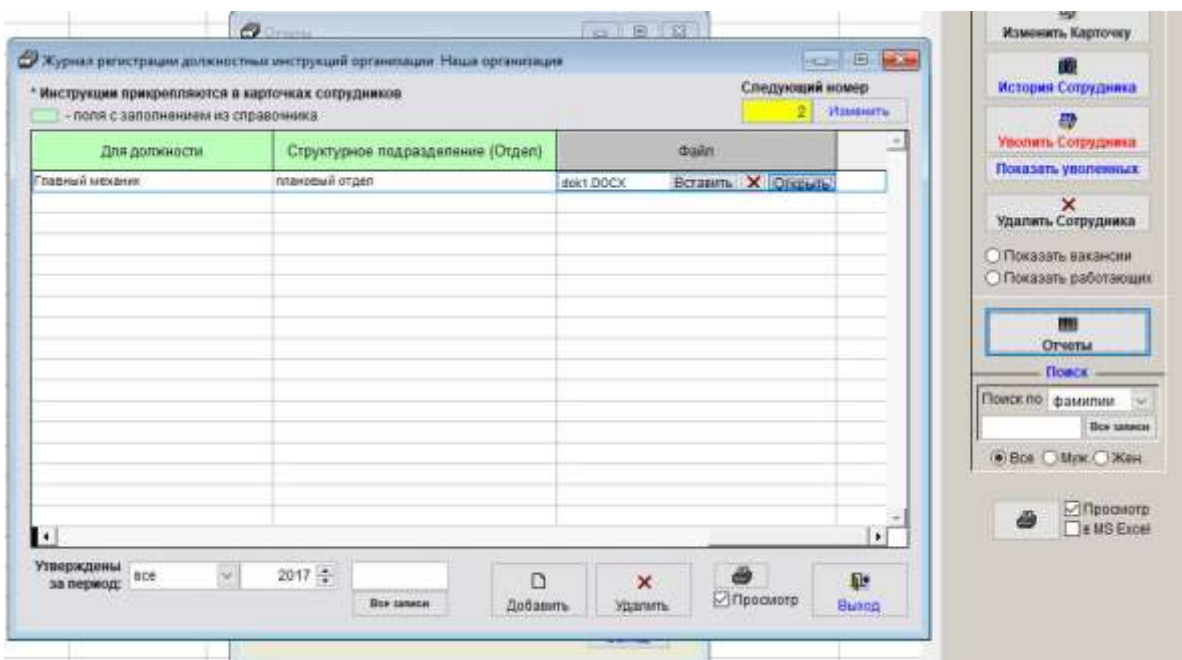 Отчеты
Журнал регистрации должностных инструкций организации Наша организация
* Инструкции прикрепляются в карточках сотрудников
- поля с заполнением из справочника
Следующий номер
2 Изменить
Для должности Структурное подразделение (Отдел) Файл
Главный механик плановый отдел dok1.DOCX Вставить Открыть
Утверждены
за период:
все 2017
Все записи
Добавить
Удалить
Просмотр
Выход
Изменить Карточку
История Сотрудника
Уволить Сотрудника
Показать уволенных
Удалить Сотрудника
Показать вакансии
Показать работающих
Отчеты
Поиск
Поиск по фамилии
Все записи
Все Муж. Жен.
Просмотр
в MS Excel